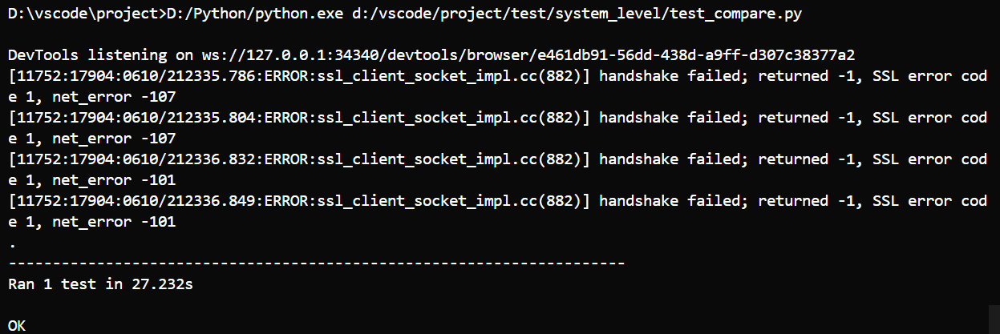 D:\vscode\project>D:/Python/python.exe d:/vscode/project/test/system_level/test_compare.py
DevTools listening on ws://127.0.0.1:34340/devtools/browser/e461db91-56dd-438d-a9ff-d307c38377a2
[11752:17904:0610/212335.786:ERROR:ssl_client_socket_impl.cc(882)] handshake failed; returned -1, SSL error cod
e 1, net_error -107
[11752:17904:0610/212335.804:ERROR:ssl_client_socket_impl.cc(882)] handshake failed; returned -1, SSL error cod
e 1, net_error -107
[11752:17904:0610/212336.832:ERROR:ssl_client_socket_impl.cc(882)] handshake failed; returned -1, SSL error cod
e 1, net_error -101
[11752:17904:0610/212336.849:ERROR:ssl_client_socket_impl.cc(882)] handshake failed; returned -1, SSL error cod
e 1, net_error -101
.
----------------------------------------------------------------------
Ran 1 test in 27.232s
OK